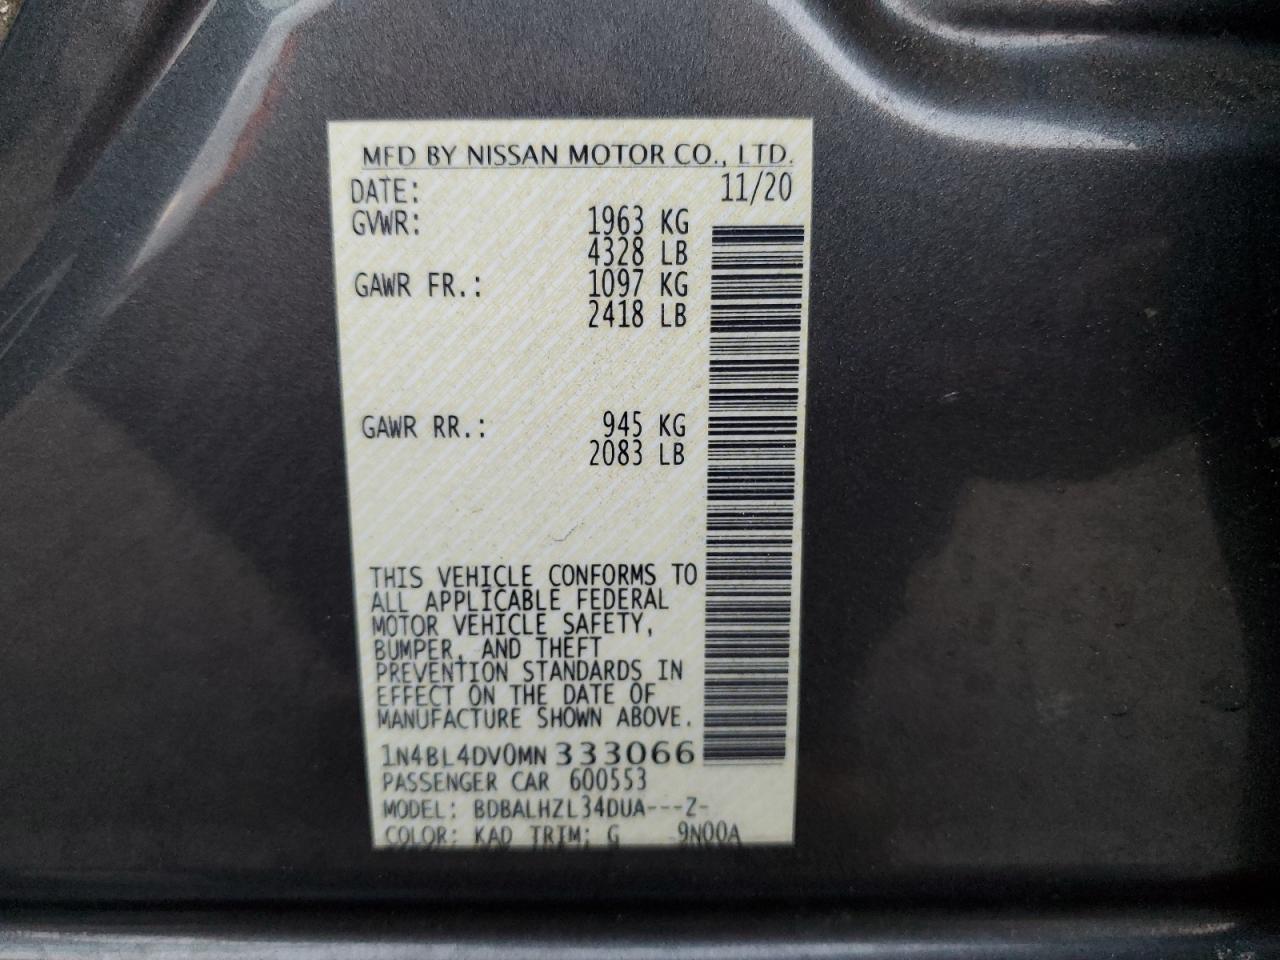 MFD BY NISSAN MOTOR CO., LTD.
DATE: 11/20
GVWR: 1963 KG
4328 LB
GAWR FR.: 1097 KG
2418 LB
GAWR RR.: 945 KG
2083 LB
THIS VEHICLE CONFORMS TO
ALL APPLICABLE FEDERAL
MOTOR VEHICLE SAFETY,
BUMPER, AND THEFT
PREVENTION STANDARDS IN
EFFECT ON THE DATE OF
MANUFACTURE SHOWN ABOVE.
1N4BL4DV0MN333066
PASSENGER CAR 600553
MODEL: BDBALHZL34DUA---Z-
COLOR: KAD TRIM: G 9N00A